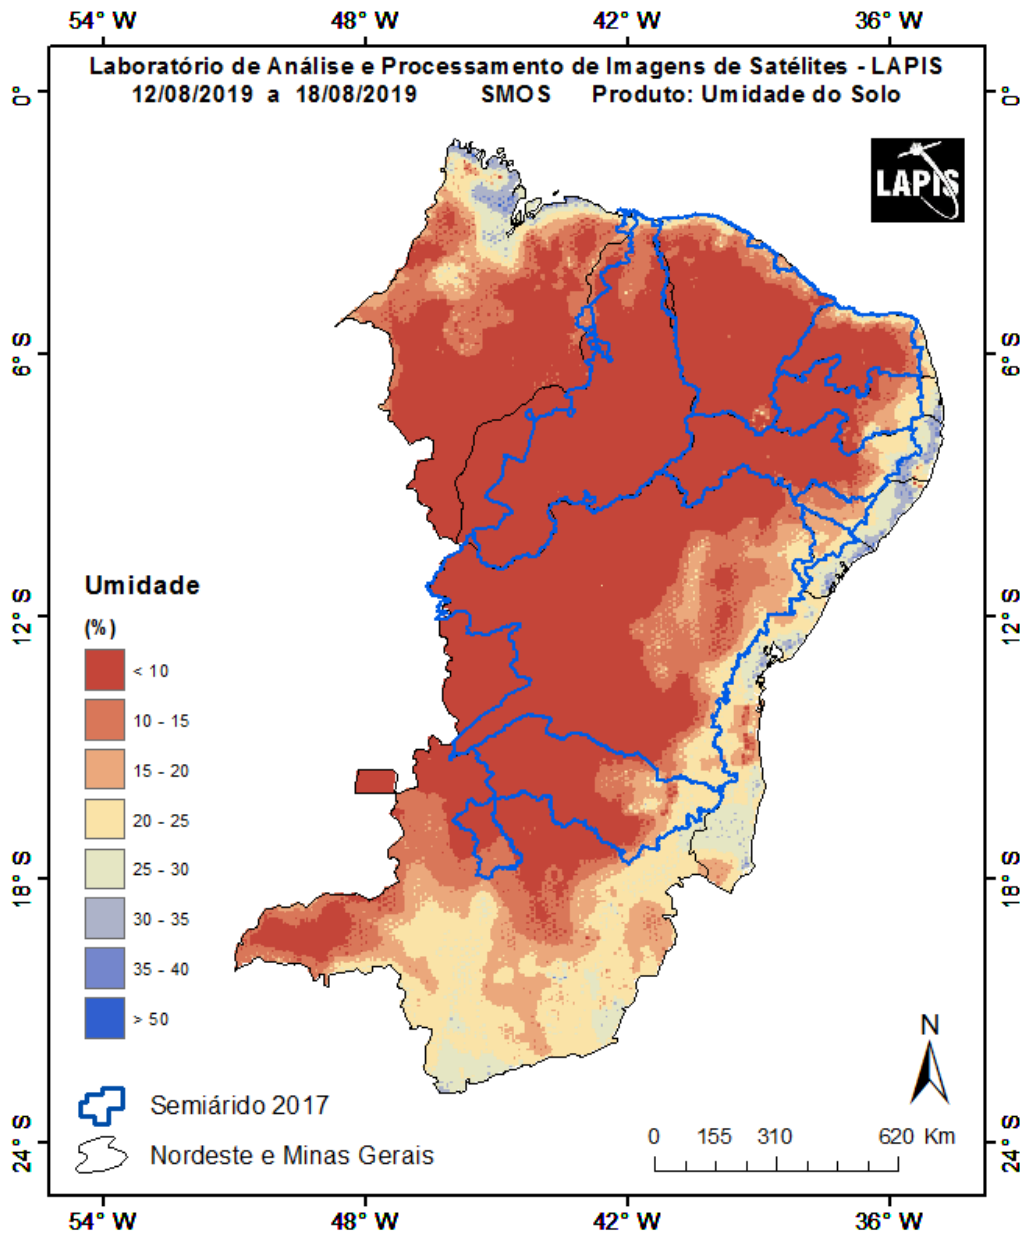 54° W 48° W 42° W 36° W
Laboratório de Análise e Processamento de Imagens de Satélites - LAPIS
12/08/2019 a 18/08/2019 SMOS Produto: Umidade do Solo
LAPIS
0° 0°
6° S 6° S
12° S 12° S
18° S 18° S
24° S 24° S
Umidade
(%)
< 10
10 - 15
15 - 20
20 - 25
25 - 30
30 - 35
35 - 40
> 50
Semiárido 2017
Nordeste e Minas Gerais
N
0 155 310 620 Km
54° W 48° W 42° W 36° W